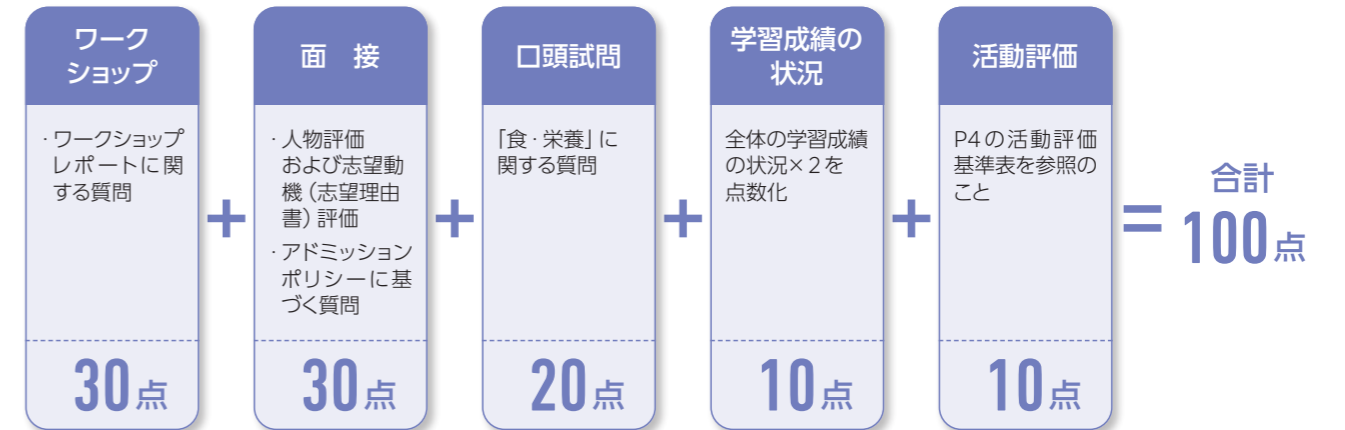 ワーク
ショップ
・ワークショップ
レポートに関
する質問
30点
+
面 接
・人物評価
および志望動
機(志望理由
書)評価
・アドミッション
ポリシーに基
づく質問
30点
+
口頭試問
「食・栄養」に
関する質問
20点
+
学習成績の
状況
全体の学習成績
の状況×2を
点数化
10点
+
活動評価
P4の活動評価
基準表を参照の
こと
10点
=
合計
100点